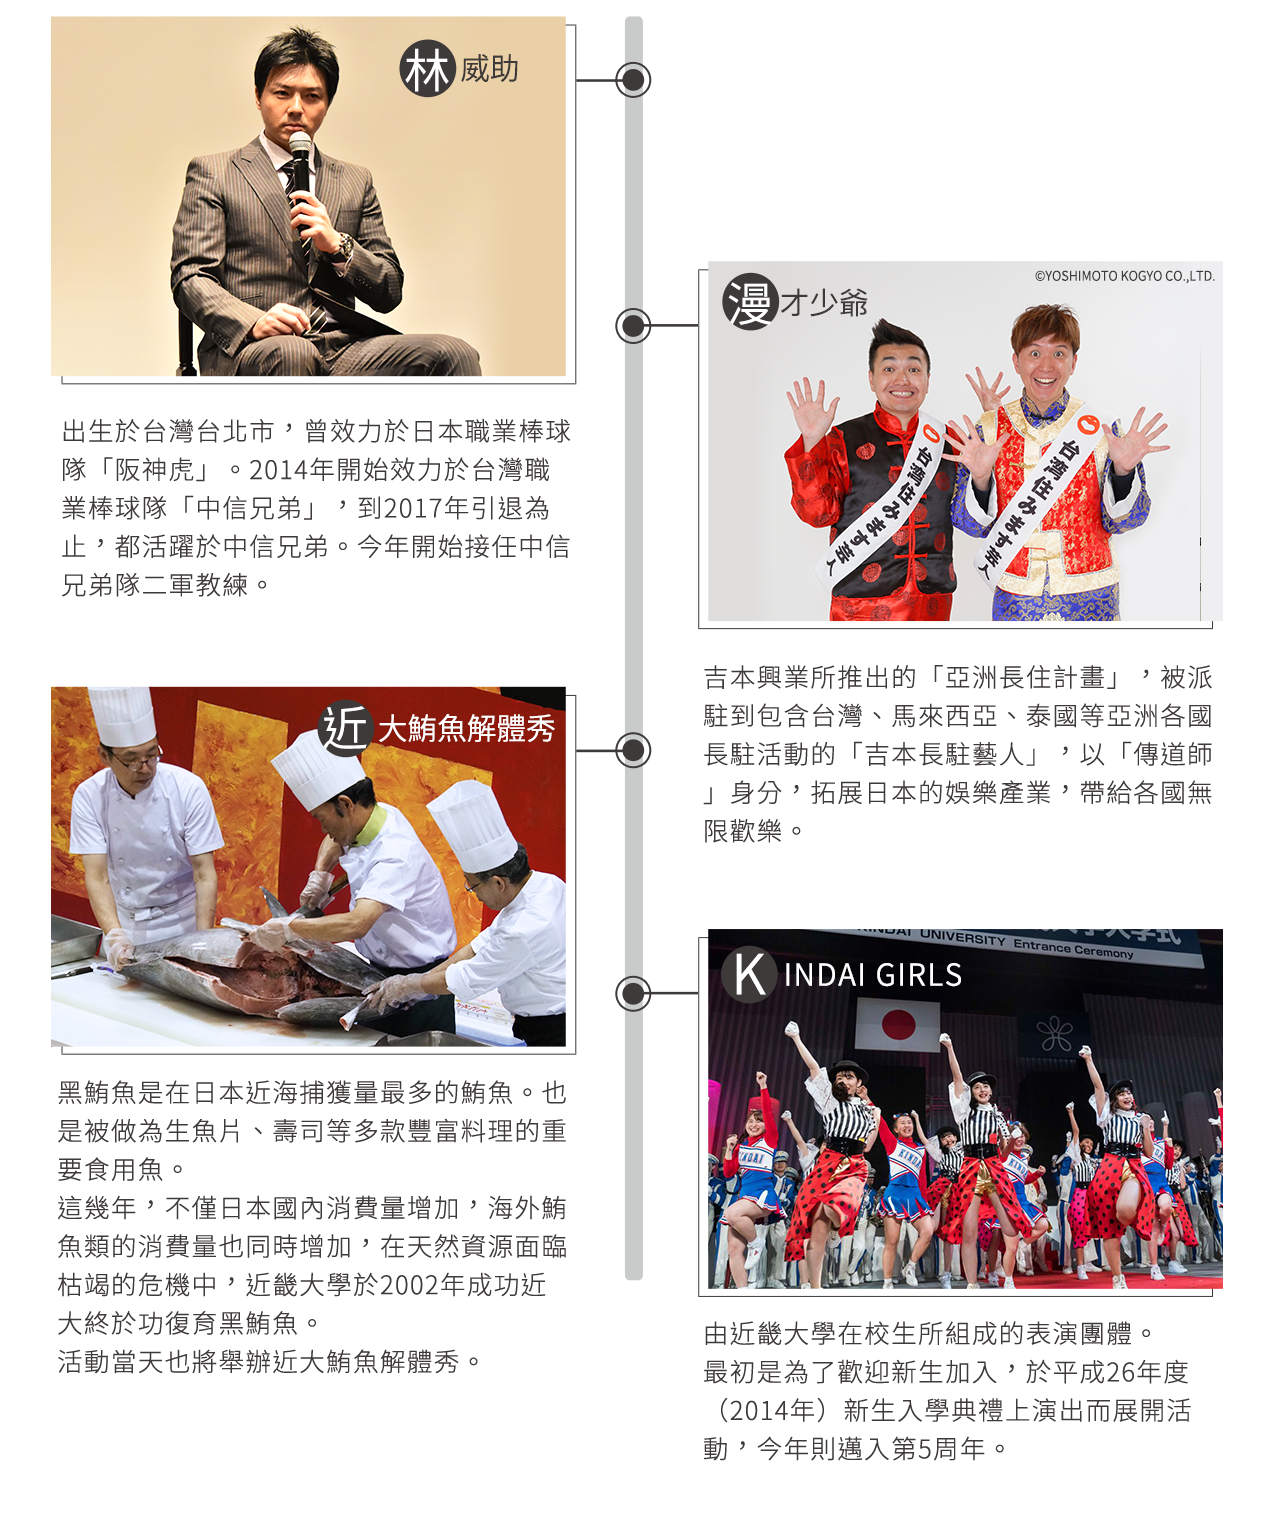 林威助
出生於台灣台北市，曾效力於日本職業棒球
隊「阪神虎」。2014年開始效力於台灣職
業棒球隊「中信兄弟」，到2017年引退為
止，都活躍於中信兄弟。今年開始接任中信
兄弟隊二軍教練。
漫才少爺
©YOSHIMOTO KOGYO CO.,LTD.
台湾住みます芸人
台湾住みます芸人
吉本興業所推出的「亞洲長住計畫」，被派
駐到包含台灣、馬來西亞、泰國等亞洲各國
長駐活動的「吉本長駐藝人」，以「傳道師
」身分，拓展日本的娛樂產業，帶給各國無
限歡樂。
近大鮪魚解體秀
黑鮪魚是在日本近海捕獲量最多的鮪魚。也
是被做為生魚片、壽司等多款豐富料理的重
要食用魚。
這幾年，不僅日本國內消費量增加，海外鮪
魚類的消費量也同時增加，在天然資源面臨
枯竭的危機中，近畿大學於2002年成功近
大終於功復育黑鮪魚。
活動當天也將舉辦近大鮪魚解體秀。
KINDAI GIRLS
KINDAI UNIVERSITY Entrance Ceremony
KINDAI
KINDAI
由近畿大學在校生所組成的表演團體。
最初是為了歡迎新生加入，於平成26年度
（2014年）新生入學典禮上演出而展開活
動，今年則邁入第5周年。